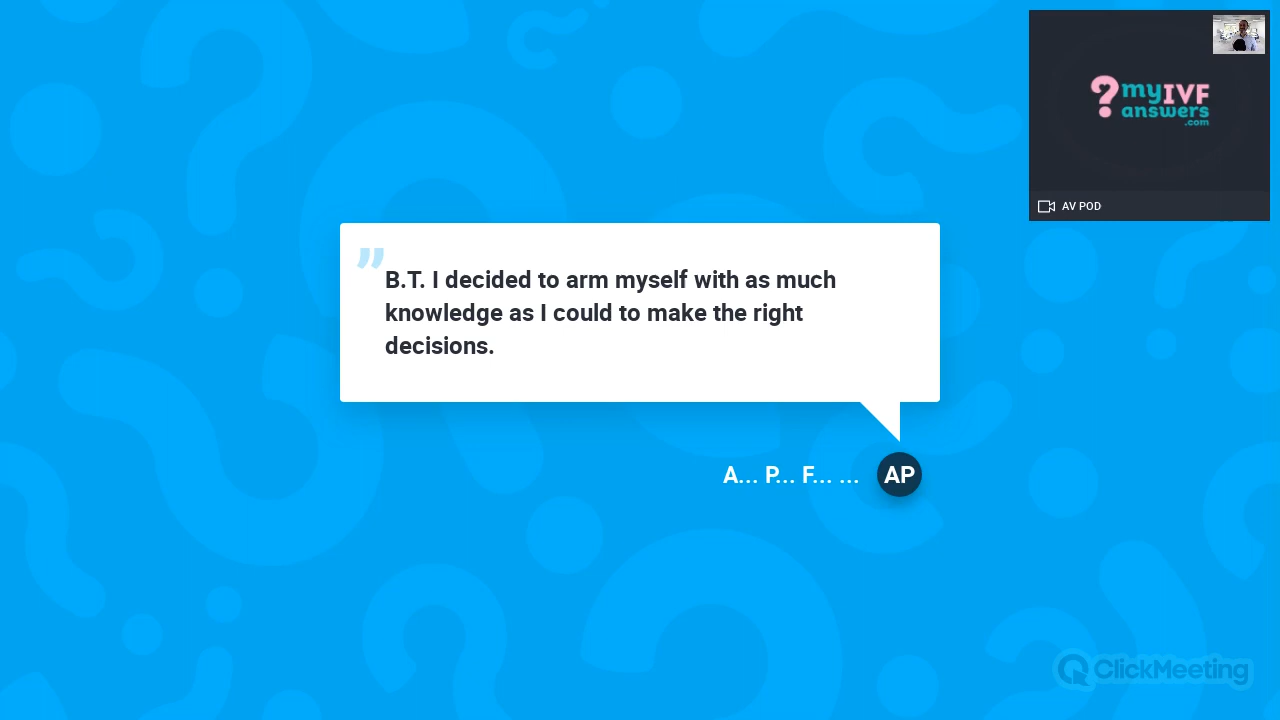 ?myIVF
answers
.com
AV POD
B.T. I decided to arm myself with as much
knowledge as I could to make the right
decisions.
A... P... F... ...
AP
ClickMeeting